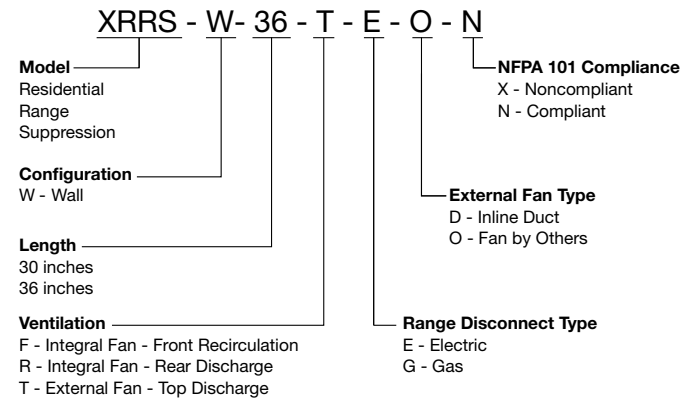 XRRS - W- 36 - T - E - O - N
Model
Residential
Range
Suppression
Configuration
W - Wall
Length
30 inches
36 inches
Ventilation
F - Integral Fan - Front Recirculation
R - Integral Fan - Rear Discharge
T - External Fan - Top Discharge
NFPA 101 Compliance
X - Noncompliant
N - Compliant
External Fan Type
D - Inline Duct
O - Fan by Others
Range Disconnect Type
E - Electric
G - Gas